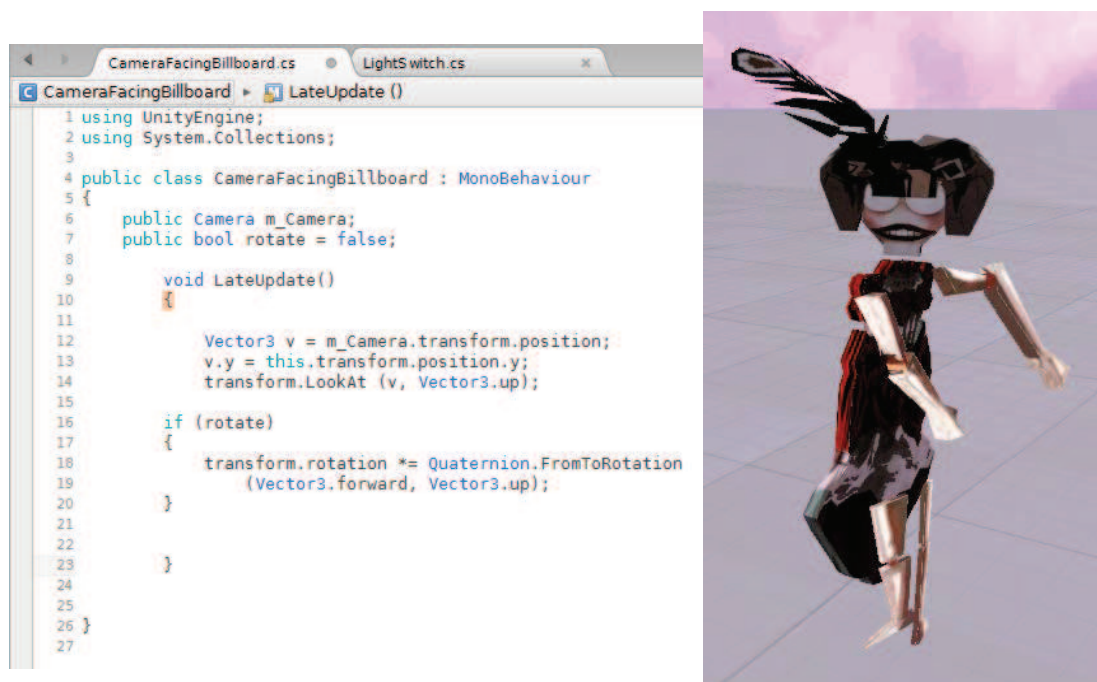 CameraFacingBillboard.cs
LightSwitch.cs
C CameraFacingBillboard ▸ M LateUpdate ()
1 using UnityEngine;
2 using System.Collections;
3
4 public class CameraFacingBillboard : MonoBehaviour
5 {
6 public Camera m_Camera;
7 public bool rotate = false;
8
9 void LateUpdate()
10 {
11
12 Vector3 v = m_Camera.transform.position;
13 v.y = this.transform.position.y;
14 transform.LookAt (v, Vector3.up);
15
16 if (rotate)
17 {
18 transform.rotation *= Quaternion.FromToRotation
19 (Vector3.forward, Vector3.up);
20 }
21
22
23 }
24
25
26 }
27